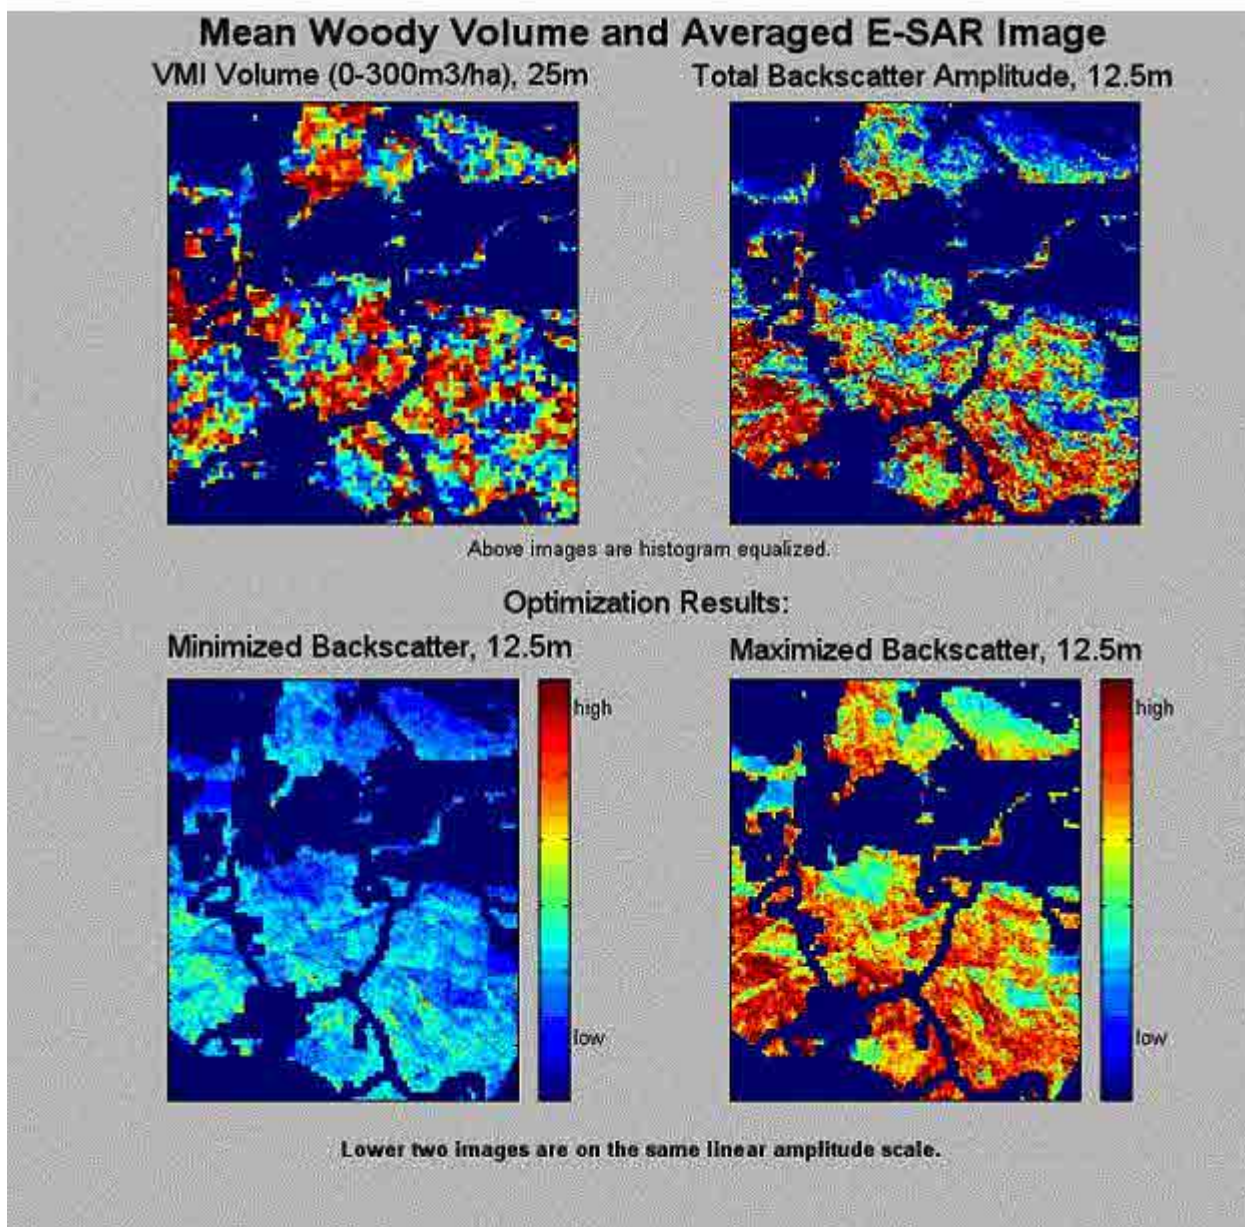 Mean Woody Volume and Averaged E-SAR Image
VMI Volume (0-300m3/ha), 25m
Total Backscatter Amplitude, 12.5m
Above images are histogram equalized.
Optimization Results:
Minimized Backscatter, 12.5m
Maximized Backscatter, 12.5m
high
high
low
low
Lower two images are on the same linear amplitude scale.